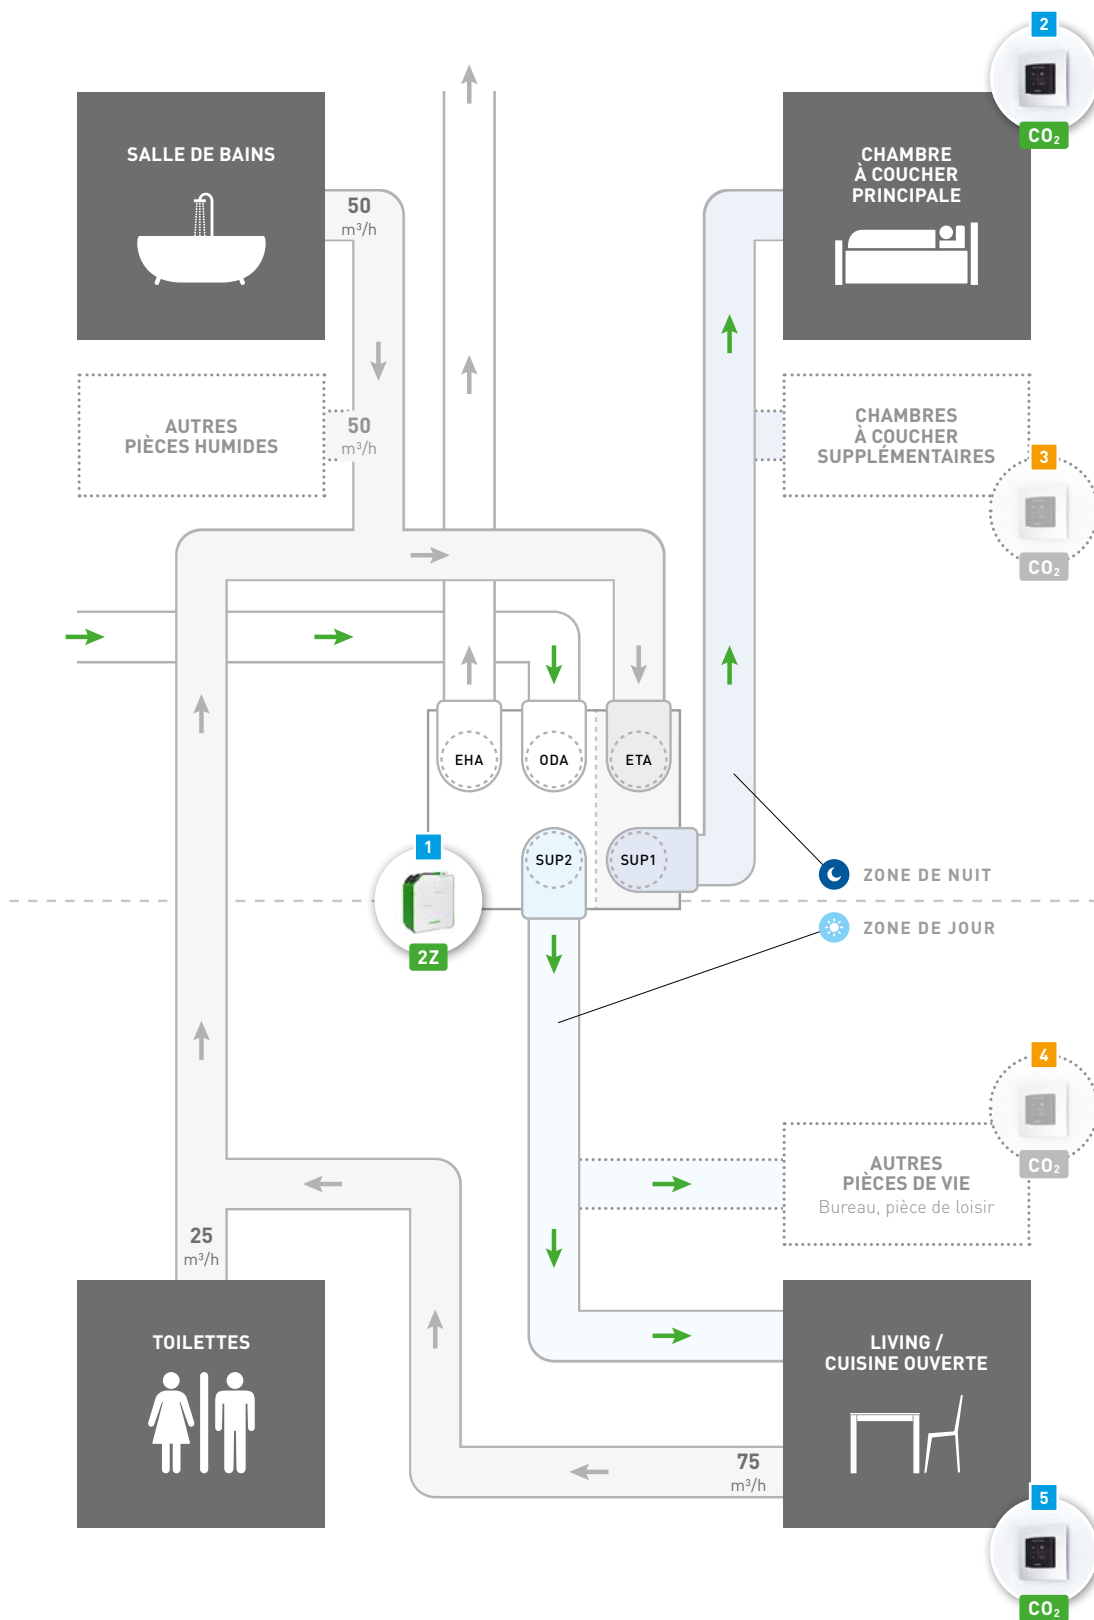 2
CO₂
SALLE DE BAINS
50
m³/h
CHAMBRE
À COUCHER
PRINCIPALE
AUTRES
PIÈCES HUMIDES
50
m³/h
CHAMBRES
À COUCHER
SUPPLÉMENTAIRES
3
CO₂
EHA
ODA
ETA
1
SUP2
SUP1
2Z
ZONE DE NUIT
ZONE DE JOUR
4
CO₂
AUTRES
PIÈCES DE VIE
Bureau, pièce de loisir
25
m³/h
TOILETTES
LIVING /
CUISINE OUVERTE
75
m³/h
5
CO₂